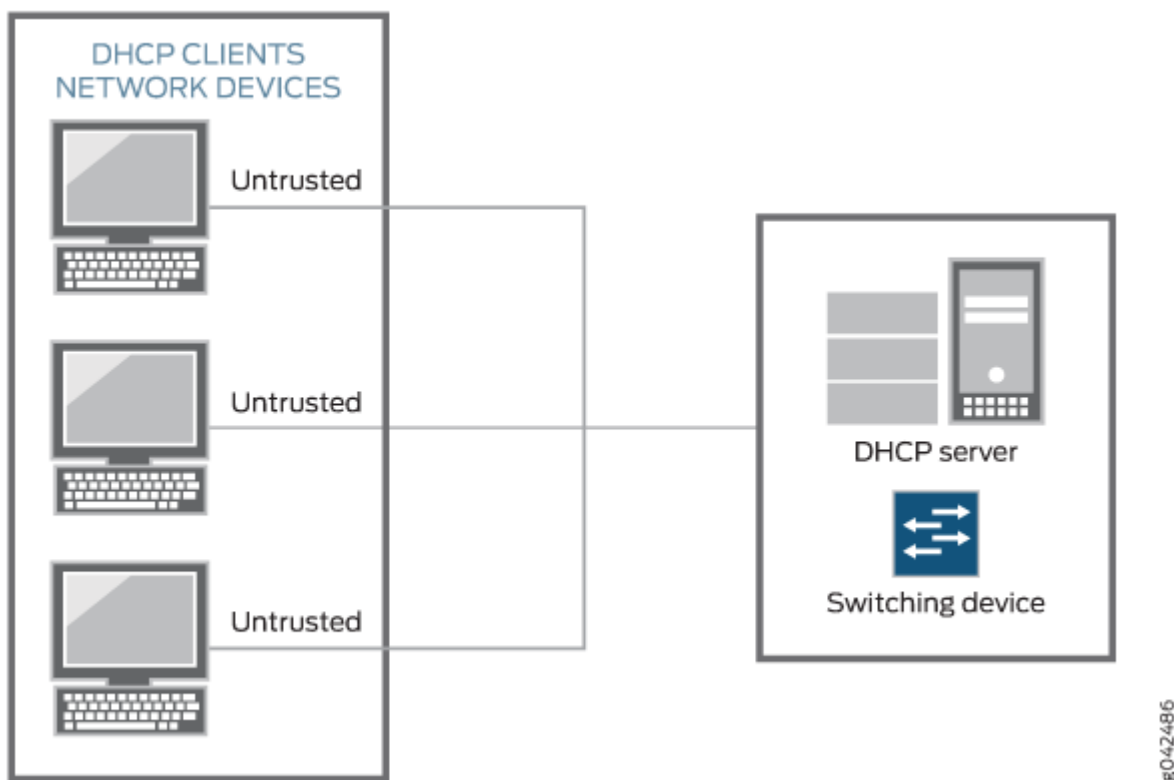 DHCP CLIENTS
NETWORK DEVICES
Untrusted
Untrusted
Untrusted
DHCP server
Switching device
g042486